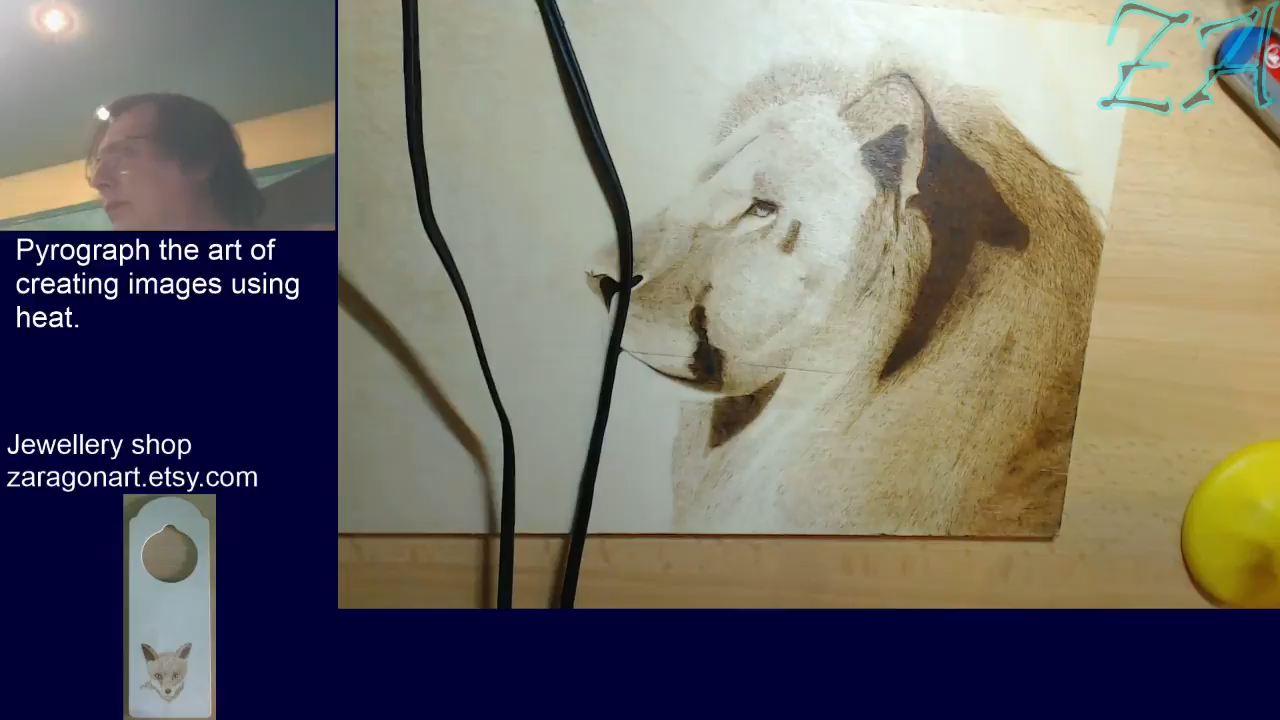 ZA
Pyrograph the art of
creating images using
heat.
Jewellery shop
zaragonart.etsy.com